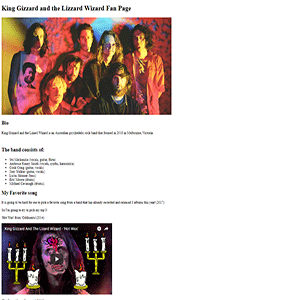 King Gizzard and the Lizzard Wizard Fan Page
Bio
King Gizzard and the Lizard Wizard is an Australian psychedelic rock band that formed in 2010 in Melbourne, Victoria.
The band consists of:
Stu Mackenzie (vocals, guitar, flute)
Ambrose Kenny Smith (vocals, synths, harmonica)
Cook Craig (guitar, vocals)
Joey Walker (guitar, vocals)
Lucas Skinner (bass)
Eric Moore (drums)
Michael Cavanagh (drums)
My Favorite song
It is going to be hard for me to pick a favorite song from a band that has already recorded and released 3 albums this year! (2017)
So I'm going to try to pick my top 3
'Hot Wax' from 'Oddments' (2014)
King Gizzard And The Lizard Wizard - 'Hot Wax'